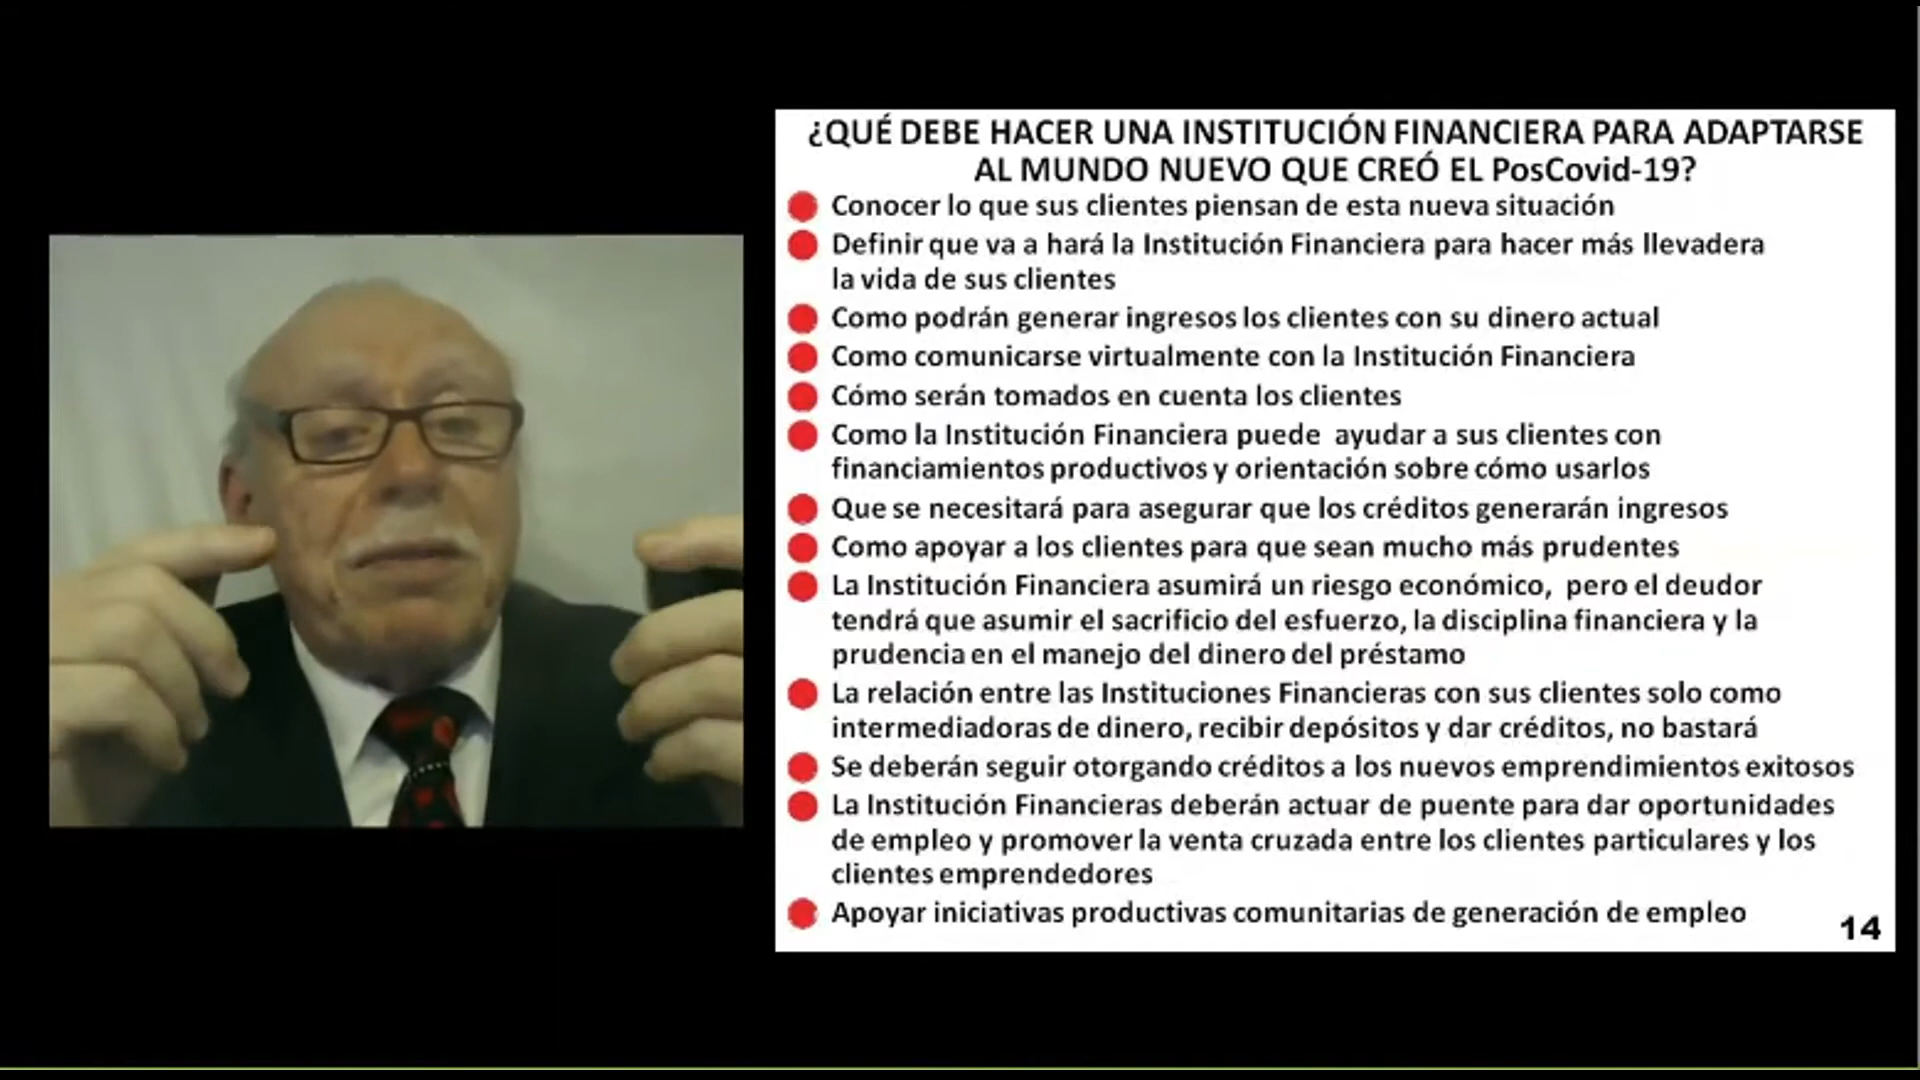 ¿QUÉ DEBE HACER UNA INSTITUCIÓN FINANCIERA PARA ADAPTARSE
AL MUNDO NUEVO QUE CREÓ EL PosCovid-19?
Conocer lo que sus clientes piensan de esta nueva situación
Definir que va a hará la Institución Financiera para hacer más llevadera
la vida de sus clientes
Como podrán generar ingresos los clientes con su dinero actual
Como comunicarse virtualmente con la Institución Financiera
Cómo serán tomados en cuenta los clientes
Como la Institución Financiera puede ayudar a sus clientes con
financiamientos productivos y orientación sobre cómo usarlos
Que se necesitará para asegurar que los créditos generarán ingresos
Como apoyar a los clientes para que sean mucho más prudentes
La Institución Financiera asumirá un riesgo económico, pero el deudor
tendrá que asumir el sacrificio del esfuerzo, la disciplina financiera y la
prudencia en el manejo del dinero del préstamo
La relación entre las Instituciones Financieras con sus clientes solo como
intermediadoras de dinero, recibir depósitos y dar créditos, no bastará
Se deberán seguir otorgando créditos a los nuevos emprendimientos exitosos
La Institución Financieras deberán actuar de puente para dar oportunidades
de empleo y promover la venta cruzada entre los clientes particulares y los
clientes emprendedores
Apoyar iniciativas productivas comunitarias de generación de empleo
14